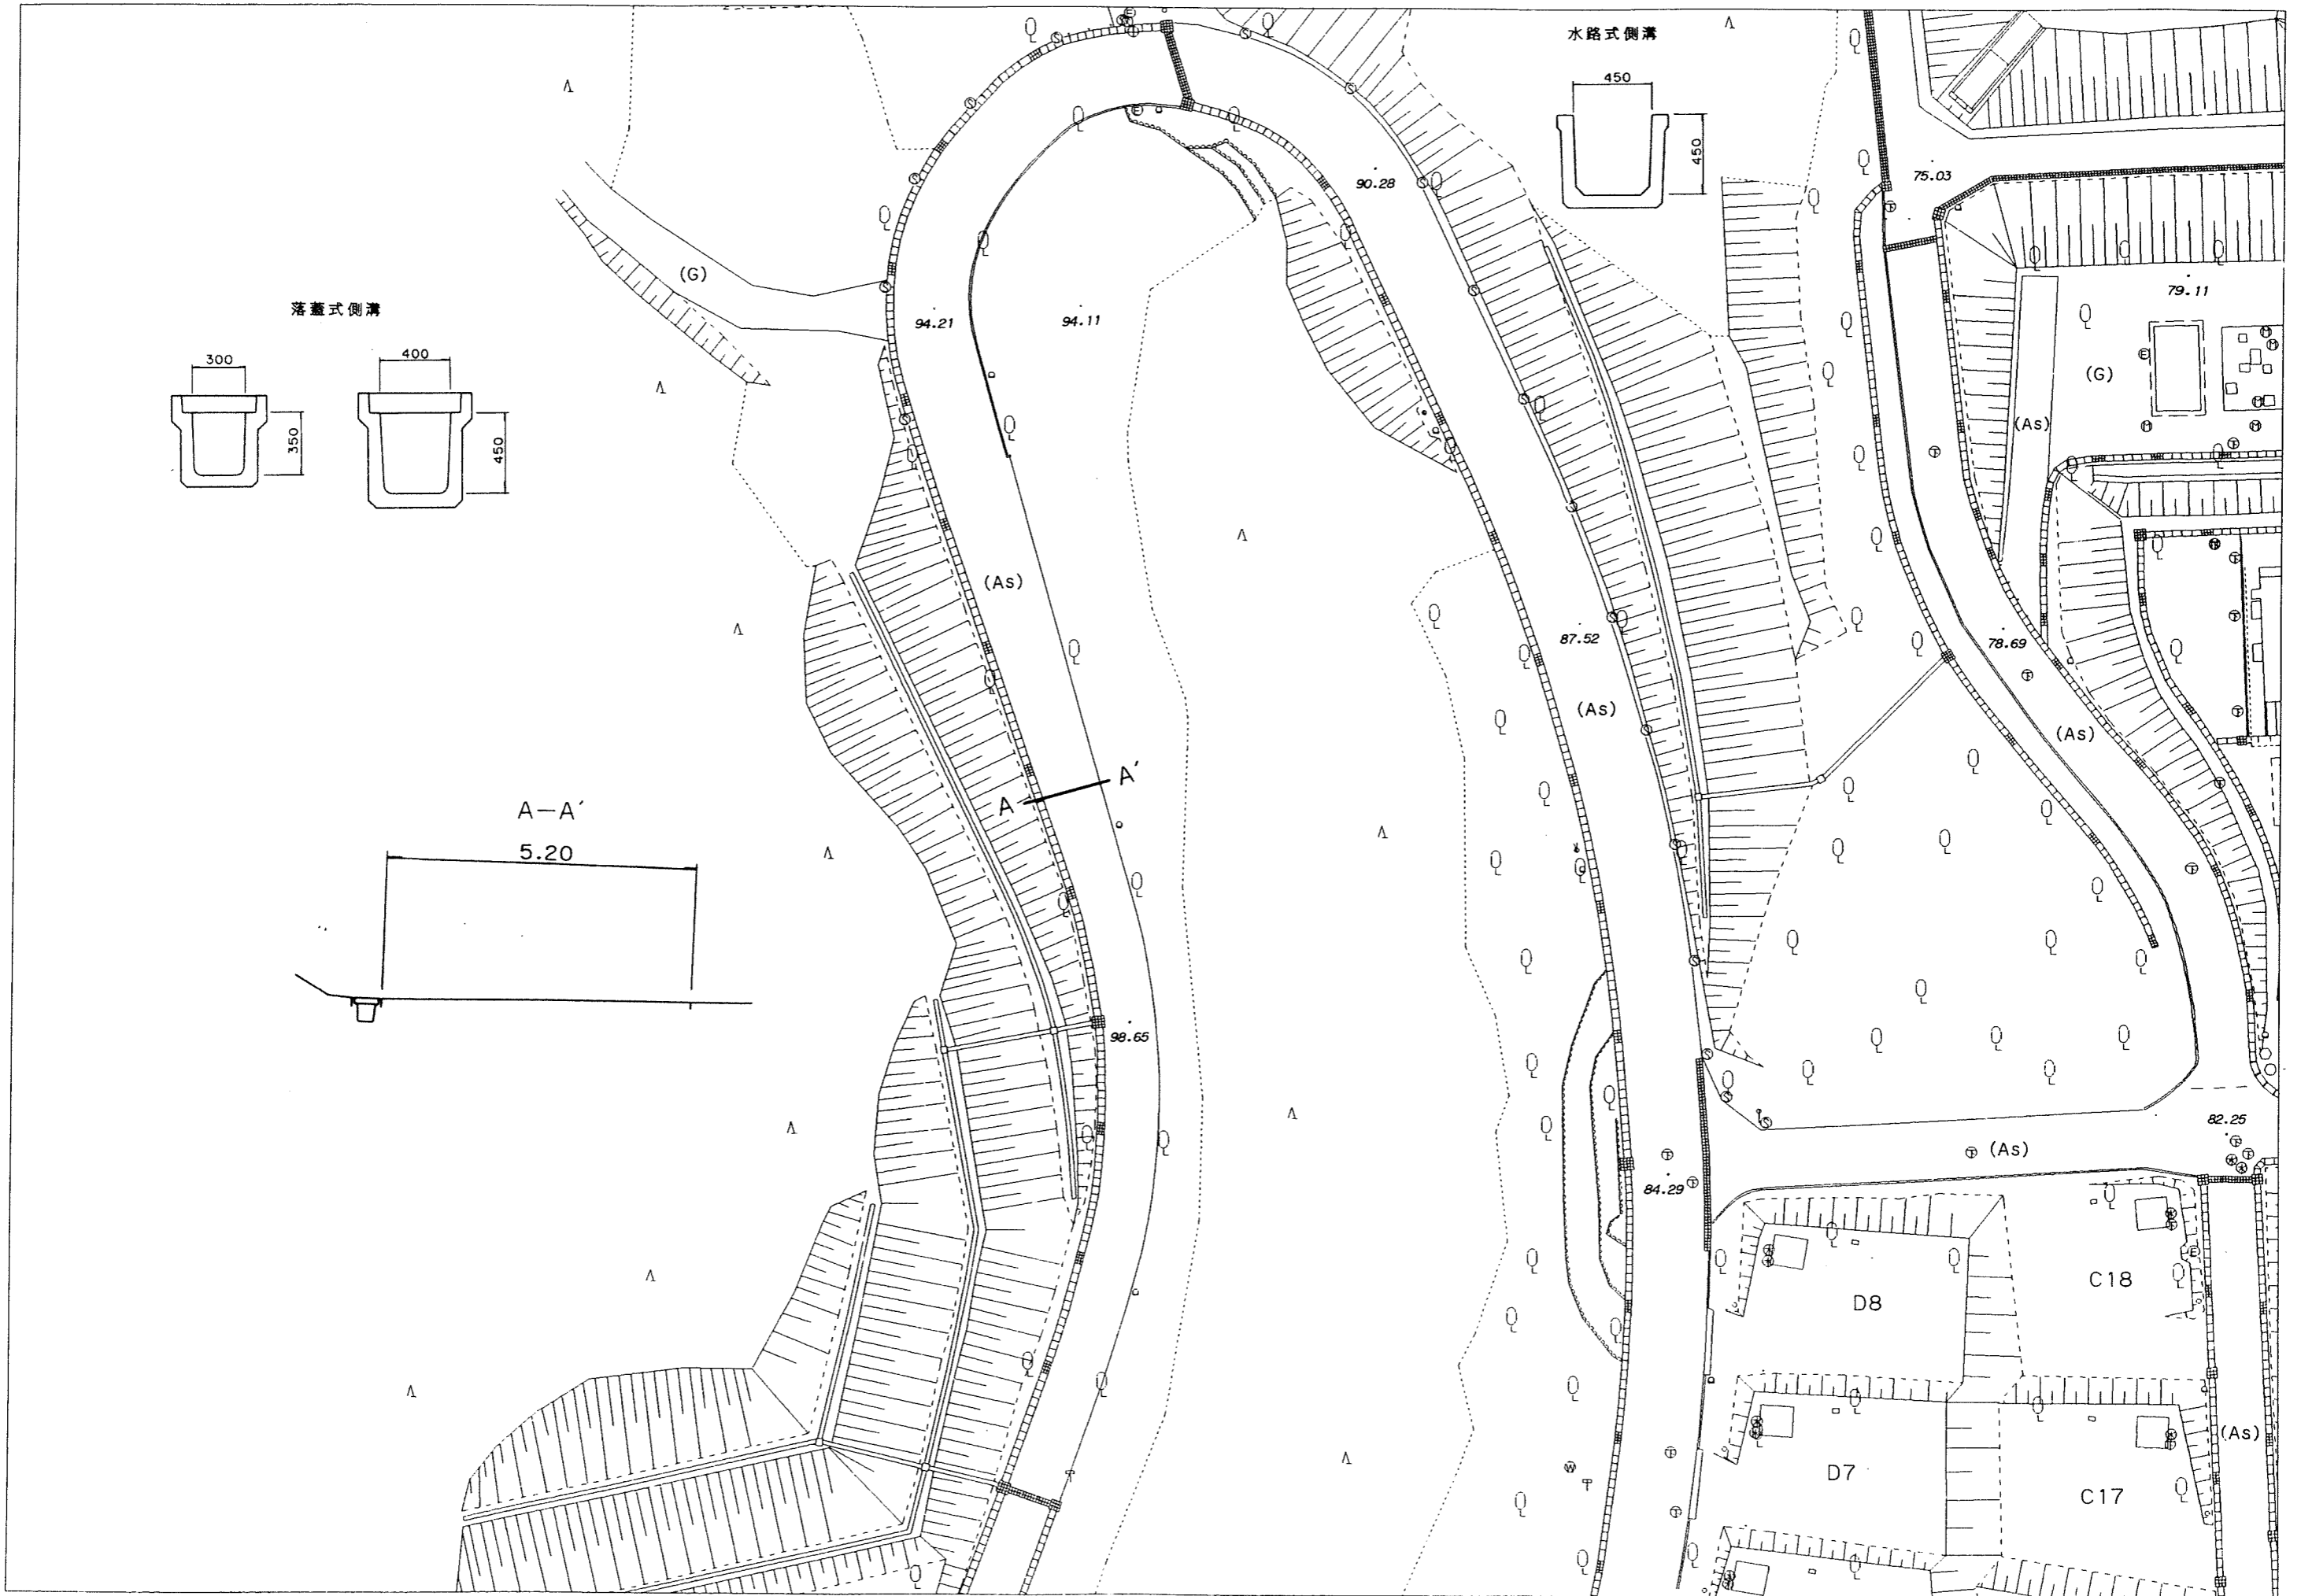 水路式側溝
450
450
90.28
75.03
79.11
(G)
(G)
落蓋式側溝
300
400
350
450
94.21
94.11
(As)
(As)
87.52
78.69
(As)
(As)
A
A′
A—A′
5.20
98.65
82.25
(As)
84.29
C18
D8
(As)
D7
C17